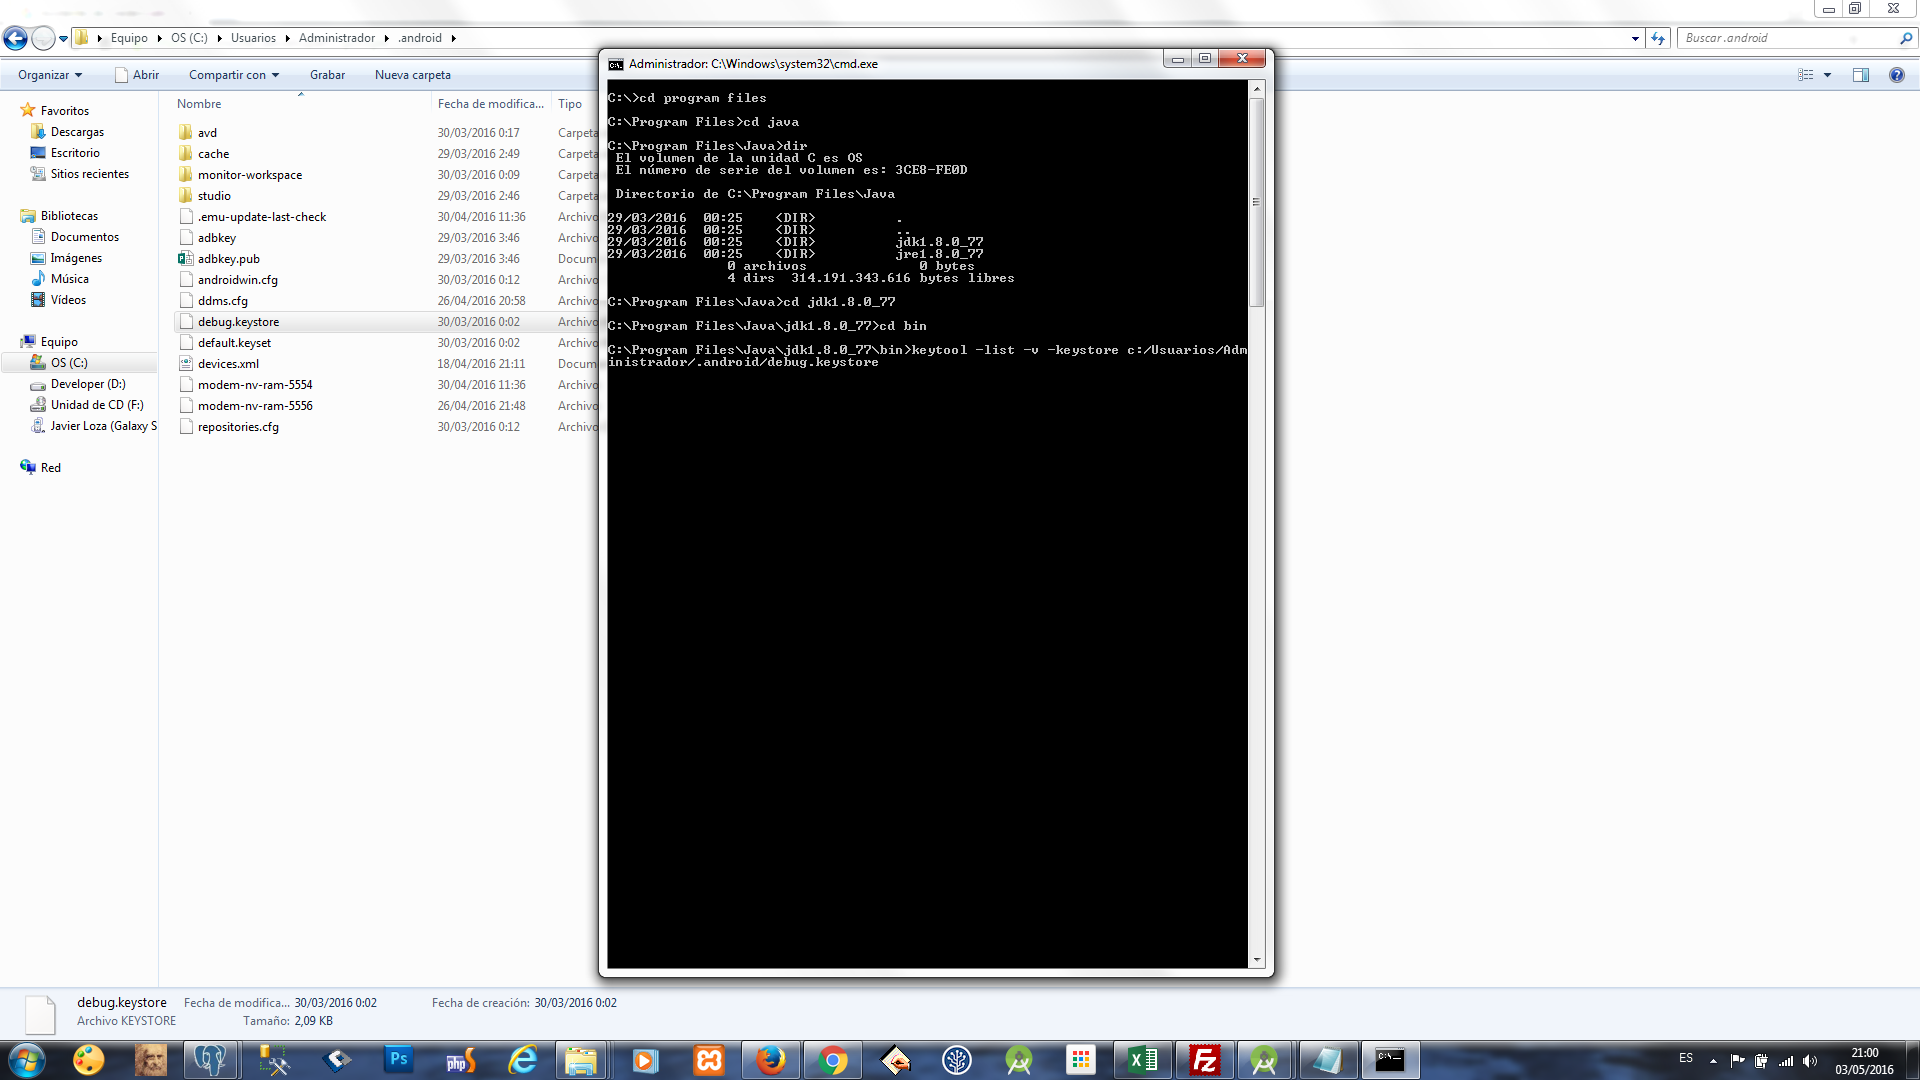 Equipo OS (C:) Usuarios Administrador .android
Buscar .android
Organizar Abrir Compartir con Grabar Nueva carpeta
Favoritos
Descargas
Escritorio
Sitios recientes
Bibliotecas
Documentos
Imágenes
Música
Vídeos
Equipo
OS (C:)
Developer (D:)
Unidad de CD (F:)
Javier Loza (Galaxy S
Red
Nombre Fecha de modifica... Tipo
avd 30/03/2016 0:17 Carpeta
cache 29/03/2016 2:49 Carpeta
monitor-workspace 30/03/2016 0:09 Carpeta
studio 29/03/2016 2:46 Carpeta
.emu-update-last-check 30/04/2016 11:36 Archivo
adbkey 29/03/2016 3:46 Archivo
adbkey.pub 29/03/2016 3:46 Docum
androidwin.cfg 30/03/2016 0:12 Archivo
ddms.cfg 26/04/2016 20:58 Archivo
debug.keystore 30/03/2016 0:02 Archivo
default.keyset 30/03/2016 0:02 Archivo
devices.xml 18/04/2016 21:11 Archivo
modem-nv-ram-5554 30/04/2016 11:36 Archivo
modem-nv-ram-5556 26/04/2016 21:48 Archivo
repositories.cfg 30/03/2016 0:12 Archivo
Administrador: C:\Windows\system32\cmd.exe
C:\>cd program files
C:\Program Files>cd java
C:\Program Files\Java>dir
El volumen de la unidad C es OS
El número de serie del volumen es: 3CE8-FE0D
Directorio de C:\Program Files\Java
29/03/2016 00:25 <DIR> .
29/03/2016 00:25 <DIR> ..
29/03/2016 00:25 <DIR> jdk1.8.0_77
29/03/2016 00:25 <DIR> jre1.8.0_77
0 archivos 0 bytes
4 dirs 314.191.343.616 bytes libres
C:\Program Files\Java>cd jdk1.8.0_77
C:\Program Files\Java\jdk1.8.0_77>cd bin
C:\Program Files\Java\jdk1.8.0_77\bin>keytool -list -v -keystore c:/Usuarios/Adm
inistrador/.android/debug.keystore
debug.keystore Fecha de modifica... 30/03/2016 0:02 Fecha de creación: 30/03/2016 0:02
Archivo KEYSTORE Tamaño: 2,09 KB
Ps
php
Fz
C:\
ES
21:00
03/05/2016